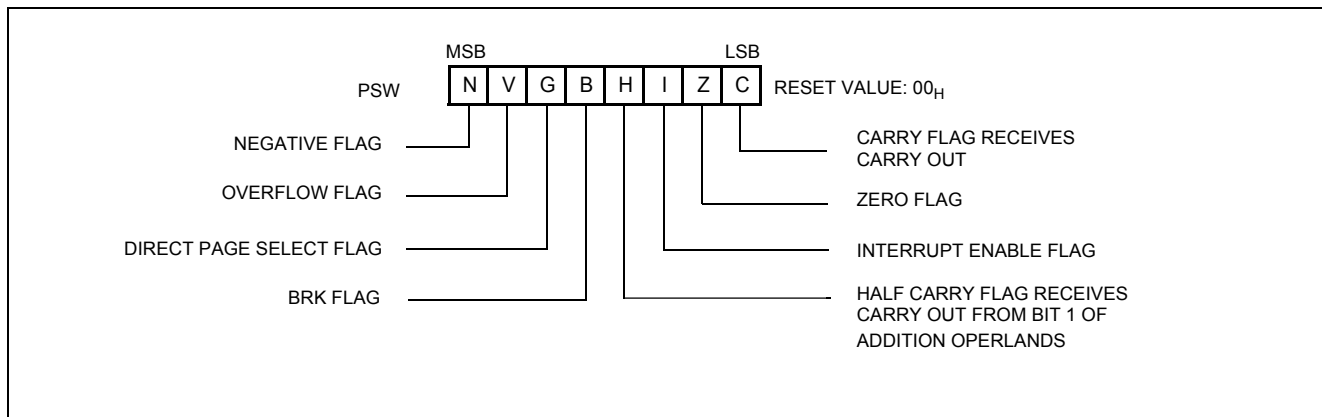 MSB LSB
PSW N V G B H I Z C RESET VALUE: 00H
NEGATIVE FLAG
OVERFLOW FLAG
DIRECT PAGE SELECT FLAG
BRK FLAG
CARRY FLAG RECEIVES
CARRY OUT
ZERO FLAG
INTERRUPT ENABLE FLAG
HALF CARRY FLAG RECEIVES
CARRY OUT FROM BIT 1 OF
ADDITION OPERLANDS